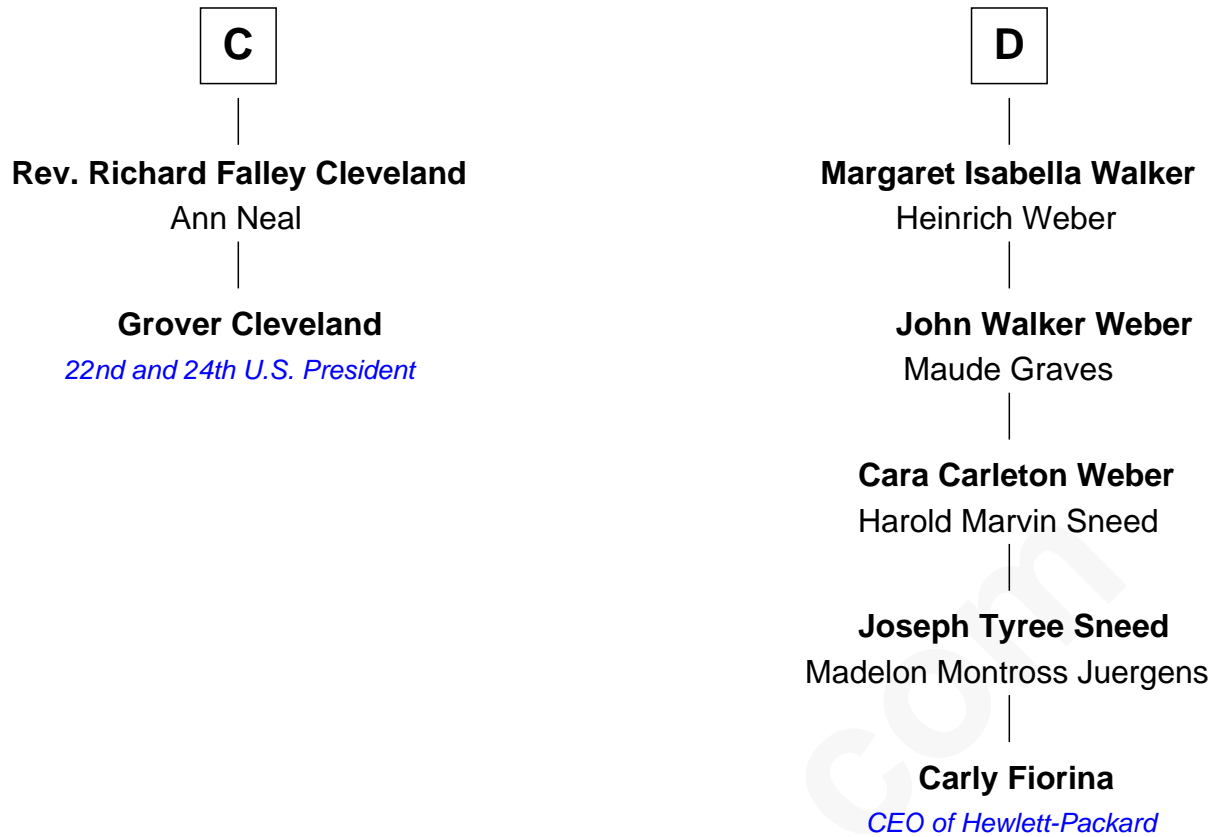 C
Rev. Richard Falley Cleveland
Ann Neal
Grover Cleveland
22nd and 24th U.S. President
D
Margaret Isabella Walker
Heinrich Weber
John Walker Weber
Maude Graves
Cara Carleton Weber
Harold Marvin Sneed
Joseph Tyree Sneed
Madelon Montross Juergens
Carly Fiorina
CEO of Hewlett-Packard
com